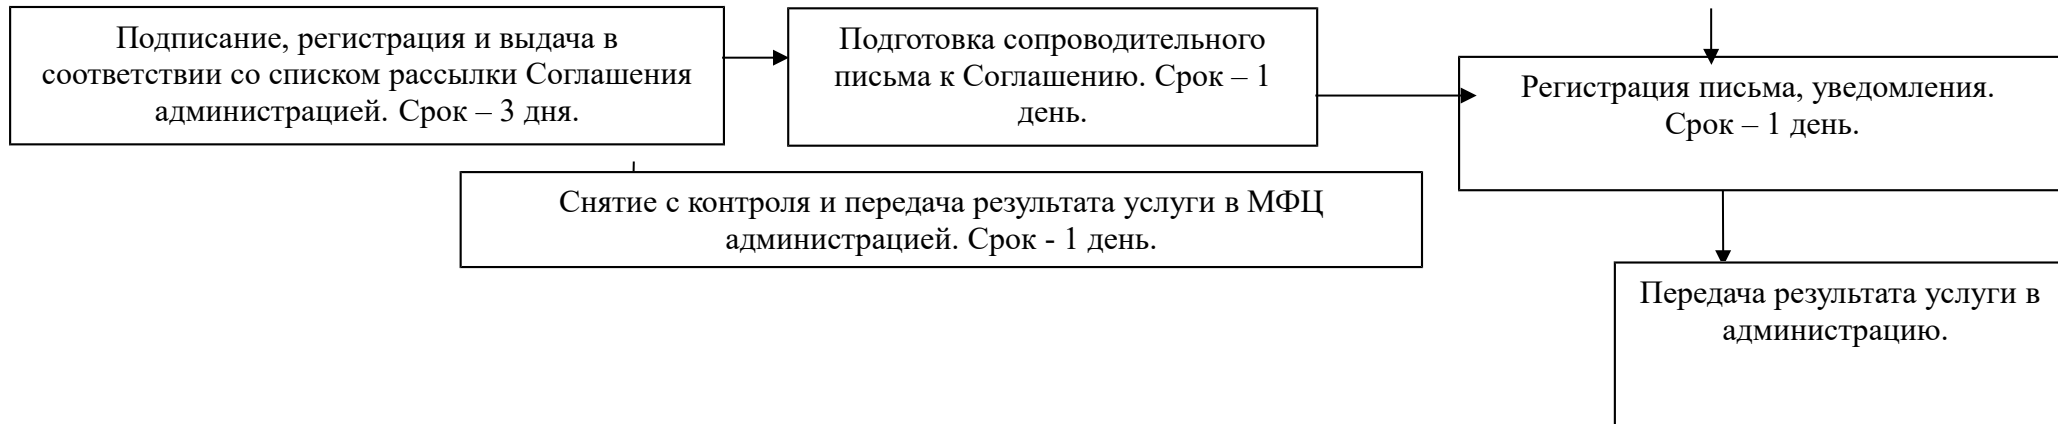 Подписание, регистрация и выдача в
соответствии со списком рассылки Соглашения
администрацией. Срок – 3 дня.
Подготовка сопроводительного
письма к Соглашению. Срок – 1
день.
Регистрация письма, уведомления.
Срок – 1 день.
Снятие с контроля и передача результата услуги в МФЦ
администрацией. Срок - 1 день.
Передача результата услуги в
администрацию.